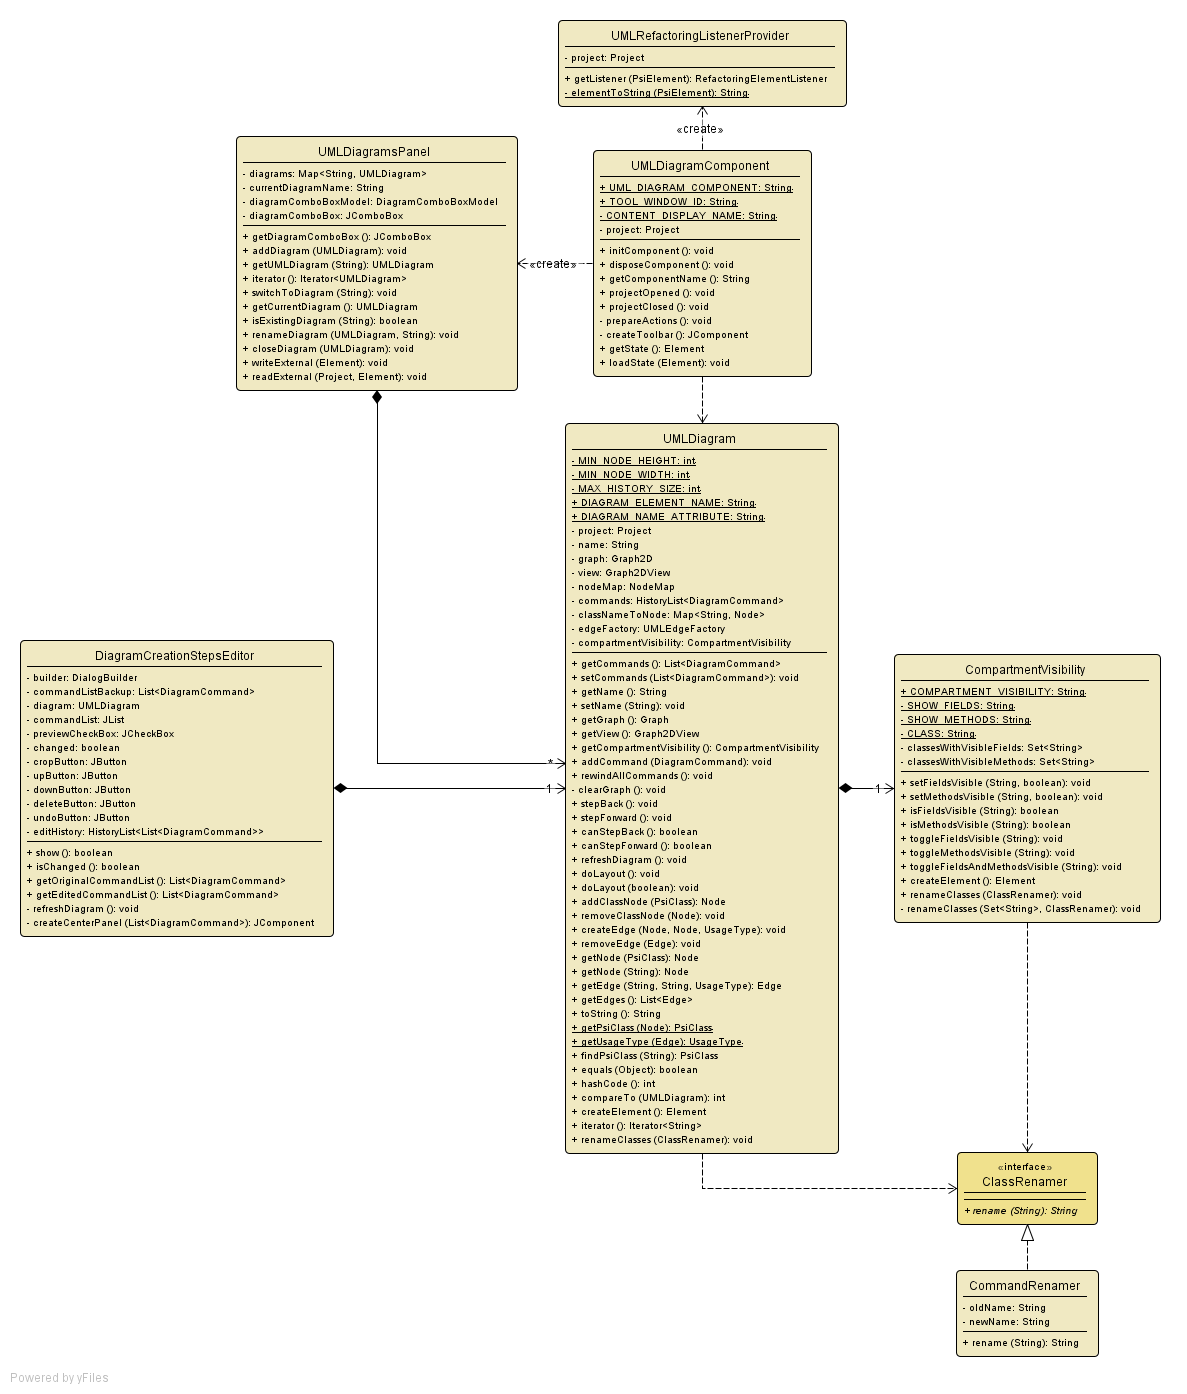 UMLRefactoringListenerProvider
- project: Project
+ getListener (PsiElement): RefactoringElementListener
- elementToString (PsiElement): String
«create»
UMLDiagramsPanel
- diagrams: Map<String, UMLDiagram>
- currentDiagramName: String
- diagramComboBoxModel: DiagramComboBoxModel
- diagramComboBox: JComboBox
+ getDiagramComboBox (): JComboBox
+ addDiagram (UMLDiagram): void
+ getUMLDiagram (String): UMLDiagram
+ iterator (): Iterator<UMLDiagram>
+ switchToDiagram (String): void
+ getCurrentDiagram (): UMLDiagram
+ isExistingDiagram (String): boolean
+ renameDiagram (UMLDiagram, String): void
+ closeDiagram (UMLDiagram): void
+ writeExternal (Element): void
+ readExternal (Project, Element): void
«create»
UMLDiagramComponent
+ UML_DIAGRAM_COMPONENT: String
+ TOOL_WINDOW_ID: String
- CONTENT_DISPLAY_NAME: String
- project: Project
+ initComponent (): void
+ disposeComponent (): void
+ getComponentName (): String
+ projectOpened (): void
+ projectClosed (): void
- prepareActions (): void
- createToolbar (): JComponent
+ getState (): Element
+ loadState (Element): void
UMLDiagram
- MIN_NODE_HEIGHT: int
- MIN_NODE_WIDTH: int
- MAX_HISTORY_SIZE: int
+ DIAGRAM_ELEMENT_NAME: String
+ DIAGRAM_NAME_ATTRIBUTE: String
- project: Project
- name: String
- graph: Graph2D
- view: Graph2DView
- nodeMap: NodeMap
- commands: HistoryList<DiagramCommand>
- classNameToNode: Map<String, Node>
- edgeFactory: UMLEdgeFactory
- compartmentVisibility: CompartmentVisibility
+ getCommands (): List<DiagramCommand>
+ setCommands (List<DiagramCommand>): void
+ getName (): String
+ setName (String): void
+ getGraph (): Graph
+ getView (): Graph2DView
+ getCompartmentVisibility (): CompartmentVisibility
+ addCommand (DiagramCommand): void
+ rewindAllCommands (): void
- clearGraph (): void
+ stepBack (): void
+ stepForward (): void
+ canStepBack (): boolean
+ canStepForward (): boolean
+ refreshDiagram (): void
+ doLayout (): void
+ doLayout (boolean): void
+ addClassNode (PsiClass): Node
+ removeClassNode (Node): void
+ createEdge (Node, Node, UsageType): void
+ removeEdge (Edge): void
+ getNode (PsiClass): Node
+ getNode (String): Node
+ getEdge (String, String, UsageType): Edge
+ getEdges (): List<Edge>
+ toString (): String
+ getPsiClass (Node): PsiClass
+ getUsageType (Edge): UsageType
+ findPsiClass (String): PsiClass
+ equals (Object): boolean
+ hashCode (): int
+ compareTo (UMLDiagram): int
+ createElement (): Element
+ iterator (): Iterator<String>
+ renameClasses (ClassRenamer): void
*
1
1
DiagramCreationStepsEditor
- builder: DialogBuilder
- commandListBackup: List<DiagramCommand>
- diagram: UMLDiagram
- commandList: JList
- previewCheckBox: JCheckBox
- changed: boolean
- cropButton: JButton
- upButton: JButton
- downButton: JButton
- deleteButton: JButton
- undoButton: JButton
- editHistory: HistoryList<List<DiagramCommand>>
+ show (): boolean
+ isChanged (): boolean
+ getOriginalCommandList (): List<DiagramCommand>
+ getEditedCommandList (): List<DiagramCommand>
- refreshDiagram (): void
- createCenterPanel (List<DiagramCommand>): JComponent
CompartmentVisibility
+ COMPARTMENT_VISIBILITY: String
- SHOW_FIELDS: String
- SHOW_METHODS: String
- CLASS: String
- classesWithVisibleFields: Set<String>
- classesWithVisibleMethods: Set<String>
+ setFieldsVisible (String, boolean): void
+ setMethodsVisible (String, boolean): void
+ isFieldsVisible (String): boolean
+ isMethodsVisible (String): boolean
+ toggleFieldsVisible (String): void
+ toggleMethodsVisible (String): void
+ toggleFieldsAndMethodsVisible (String): void
+ createElement (): Element
+ renameClasses (ClassRenamer): void
- renameClasses (Set<String>, ClassRenamer): void
«interface»
ClassRenamer
+ rename (String): String
CommandRenamer
- oldName: String
- newName: String
+ rename (String): String
Powered by yFiles